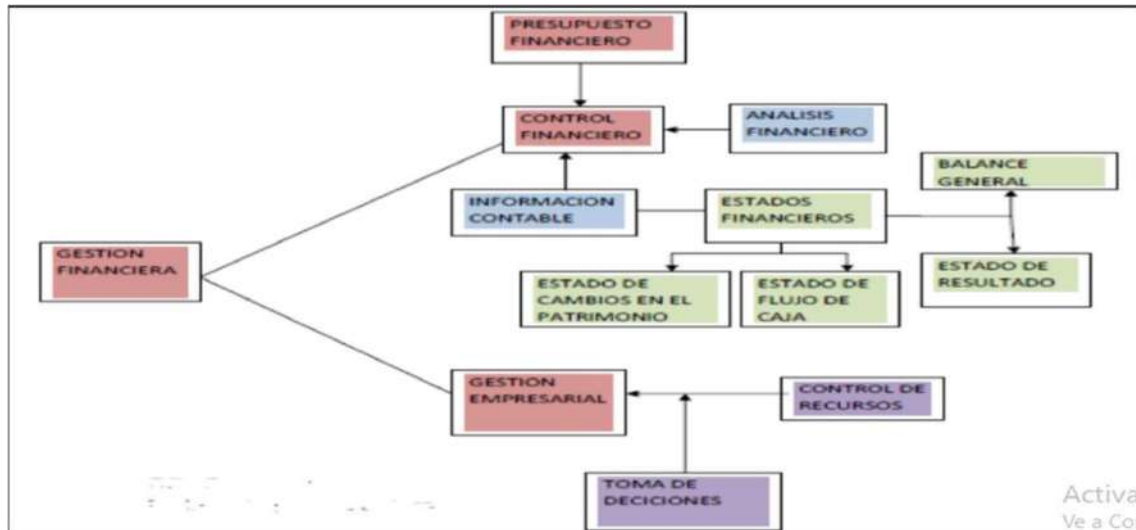 PRESUPUESTO
FINANCIERO
CONTROL
FINANCIERO
ANALISIS
FINANCIERO
BALANCE
GENERAL
INFORMACION
CONTABLE
ESTADOS
FINANCIEROS
GESTION
FINANCIERA
ESTADO DE
CAMBIOS EN EL
PATRIMONIO
ESTADO DE
FLUJO DE
CAJA
ESTADO DE
RESULTADO
GESTION
EMPRESARIAL
CONTROL DE
RECURSOS
TOMA DE
DECICIONES
Activa
Ve a Co